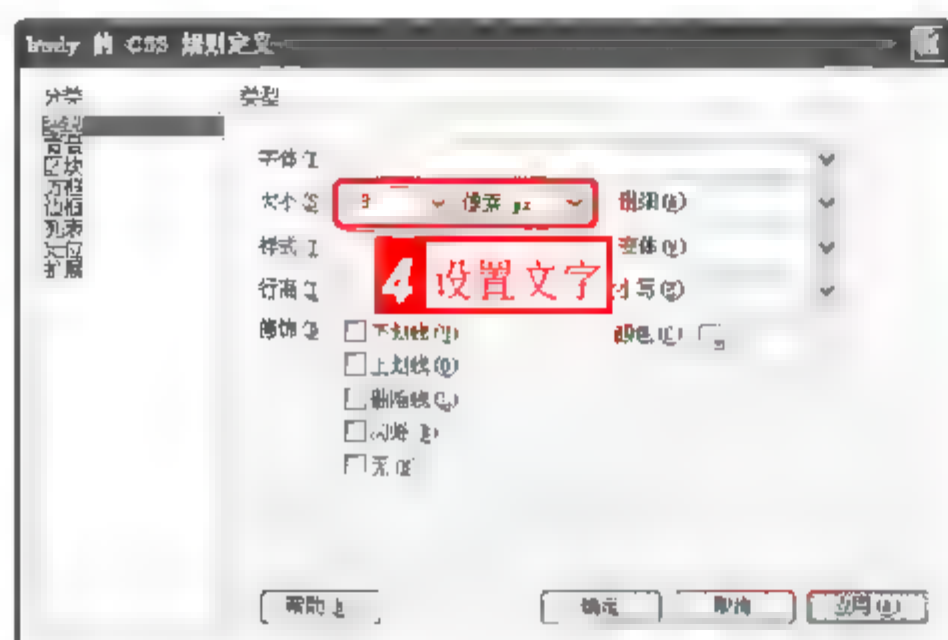 body 的 CSS 规则定义
分类
类型
类型
背景
区块
方框
边框
列表
定位
扩展
字体
大小(S)
像素 px
粗细
样式
变体(V)
行高
大小写
修饰
下划线(U)
颜色(C)
上划线(O)
删除线
闪烁
无(N)
4 设置文字
帮助
确定
取消
应用(A)